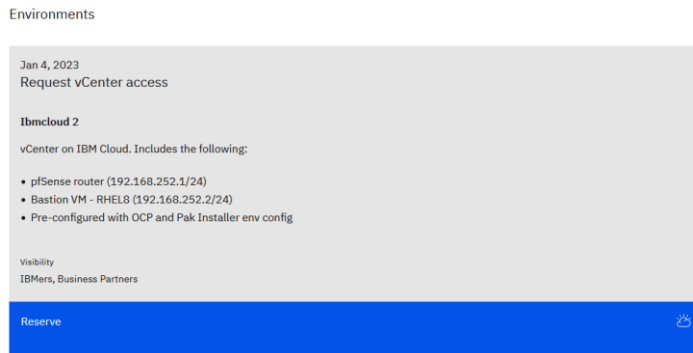 Environments
Jan 4, 2023
Request vCenter access
Ibmcloud 2
vCenter on IBM Cloud. Includes the following:
• pfSense router (192.168.252.1/24)
• Bastion VM - RHEL8 (192.168.252.2/24)
• Pre-configured with OCP and Pak Installer env config
Visibility
IBMers, Business Partners
Reserve